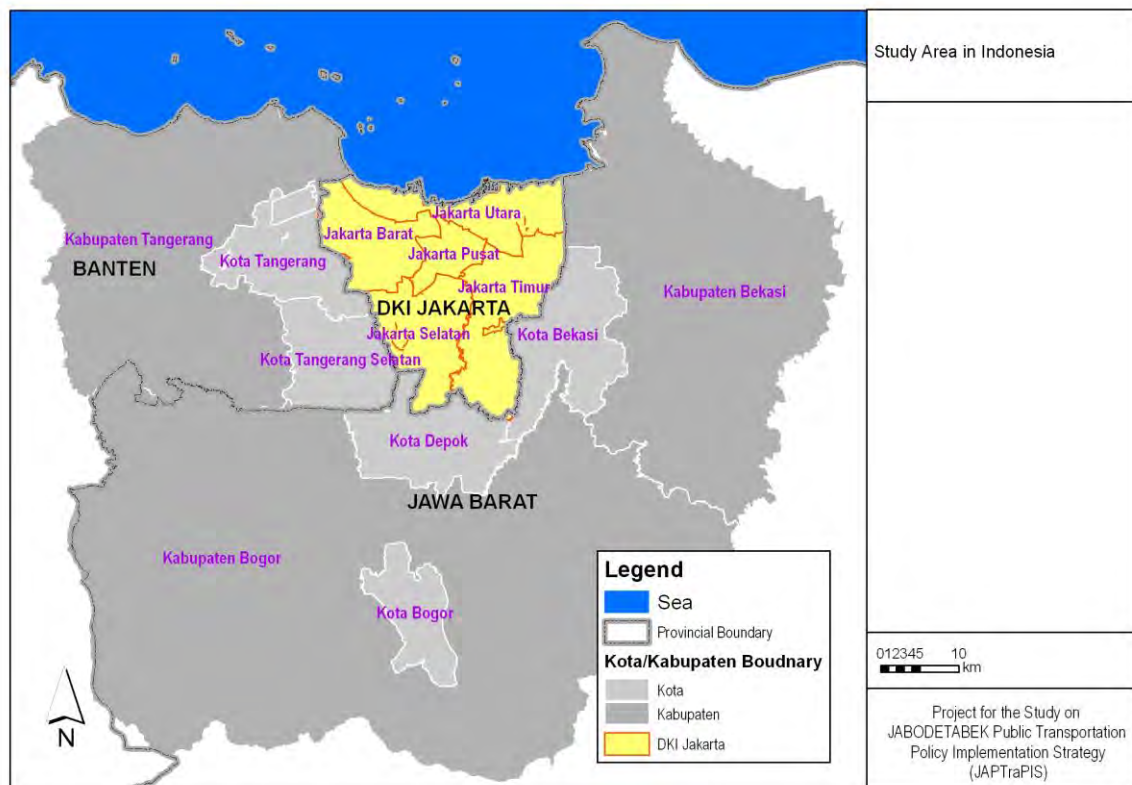 Study Area in Indonesia
Jakarta Utara
Jakarta Barat
Kabupaten Tangerang
Kota Tangerang
Jakarta Pusat
BANTEN
Jakarta Timur
Kabupaten Bekasi
DKI JAKARTA
Jakarta Selatan
Kota Bekasi
Kota Tangerang Selatan
Kota Depok
JAWA BARAT
Kabupaten Bogor
Kota Bogor
N
Legend
Sea
Provincial Boundary
Kota/Kabupaten Boudnary
Kota
Kabupaten
DKI Jakarta
012345 10
km
Project for the Study on
JABODETABEK Public Transportation
Policy Implementation Strategy
(JAPTraPIS)